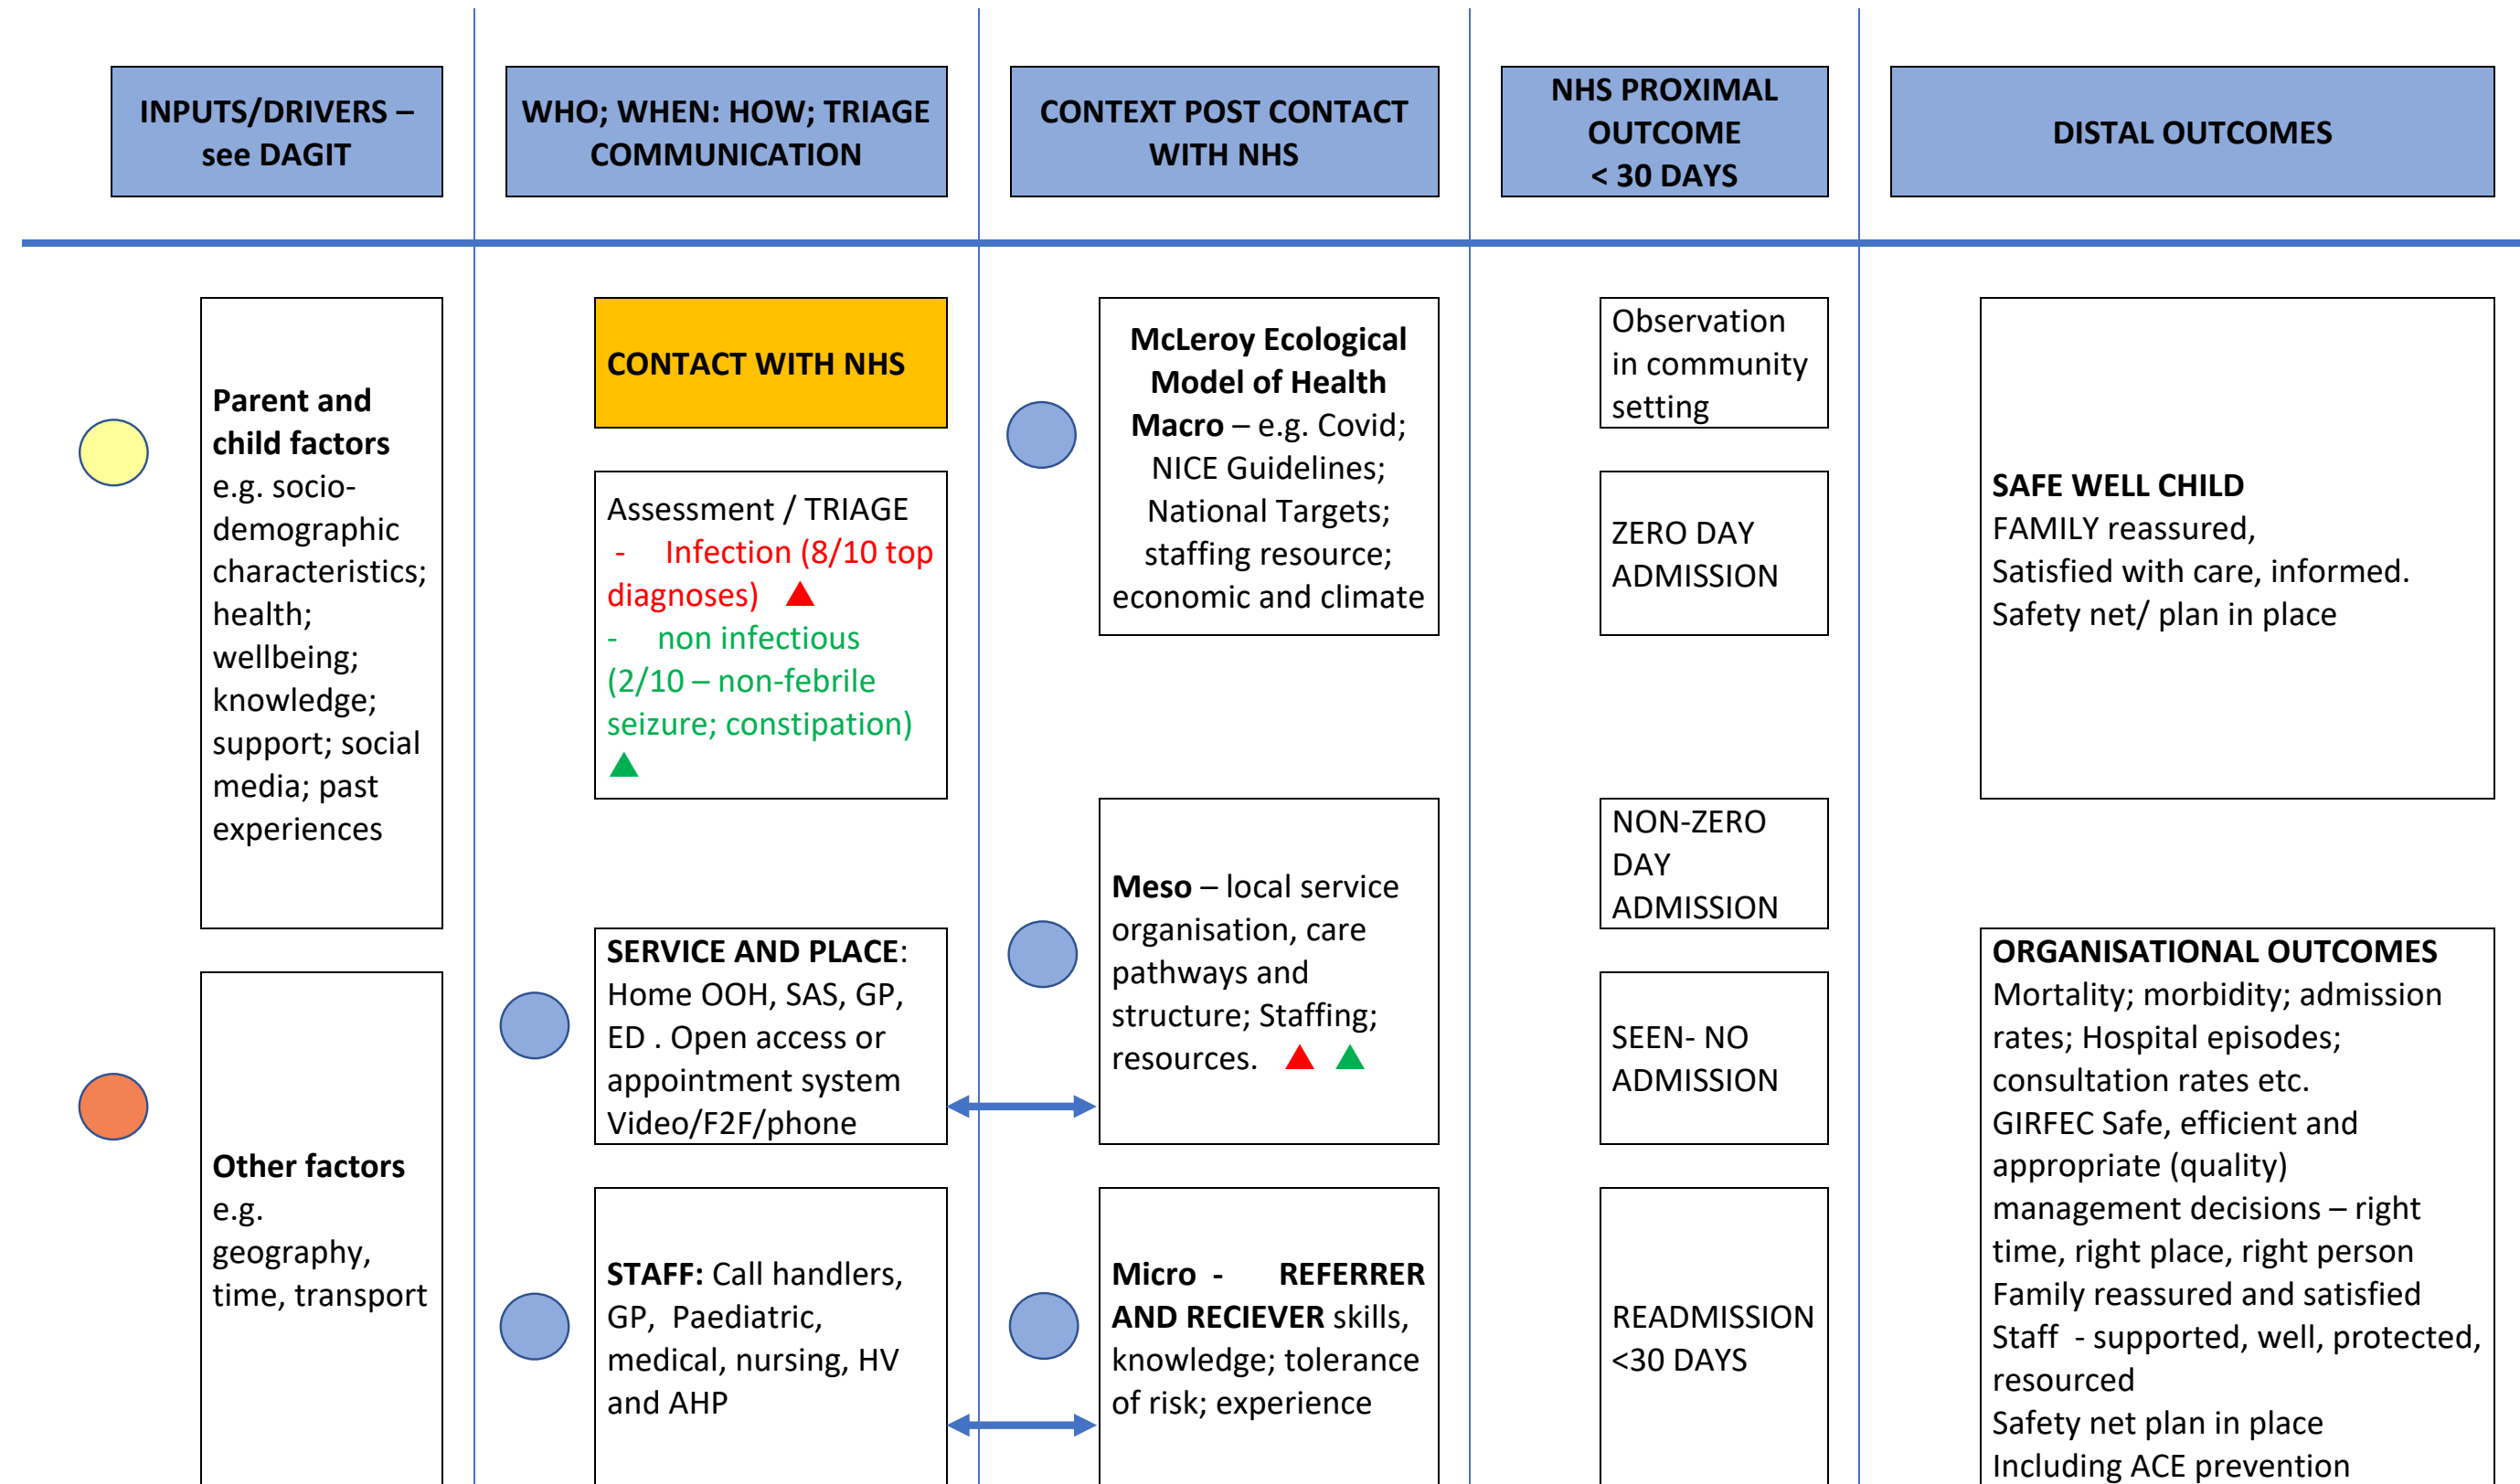 INPUTS/DRIVERS –
see DAGIT
WHO; WHEN: HOW; TRIAGE
COMMUNICATION
CONTEXT POST CONTACT
WITH NHS
NHS PROXIMAL
OUTCOME
< 30 DAYS
DISTAL OUTCOMES
Parent and
child factors
e.g. socio-
demographic
characteristics;
health;
wellbeing;
knowledge;
support; social
media; past
experiences
Other factors
e.g.
geography,
time, transport
CONTACT WITH NHS
Assessment / TRIAGE
- Infection (8/10 top
diagnoses)
- non infectious
(2/10 – non-febrile
seizure; constipation)
SERVICE AND PLACE:
Home OOH, SAS, GP,
ED . Open access or
appointment system
Video/F2F/phone
STAFF: Call handlers,
GP, Paediatric,
medical, nursing, HV
and AHP
McLeroy Ecological
Model of Health
Macro – e.g. Covid;
NICE Guidelines;
National Targets;
staffing resource;
economic and climate
Meso – local service
organisation, care
pathways and
structure; Staffing;
resources.
Micro - REFERRER
AND RECIEVER skills,
knowledge; tolerance
of risk; experience
Observation
in community
setting
ZERO DAY
ADMISSION
NON-ZERO
DAY
ADMISSION
SEEN- NO
ADMISSION
READMISSION
<30 DAYS
SAFE WELL CHILD
FAMILY reassured,
Satisfied with care, informed.
Safety net/ plan in place
ORGANISATIONAL OUTCOMES
Mortality; morbidity; admission
rates; Hospital episodes;
consultation rates etc.
GIRFEC Safe, efficient and
appropriate (quality)
management decisions – right
time, right place, right person
Family reassured and satisfied
Staff - supported, well, protected,
resourced
Safety net plan in place
Including ACE prevention